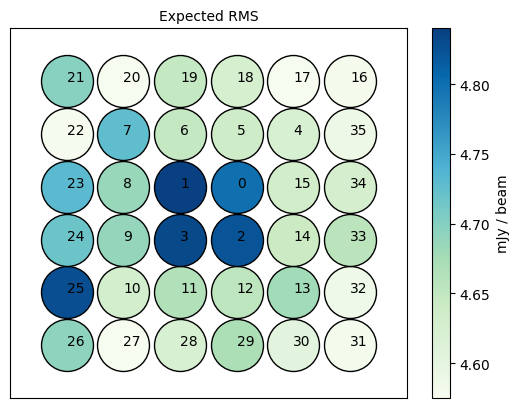 Expected RMS
21 20 19 18 17 16
22 7 6 5 4 35
23 8 1 0 15 34
24 9 3 2 14 33
25 10 11 12 13 32
26 27 28 29 30 31
4.80
4.75
4.70
4.65
4.60
mJy / beam